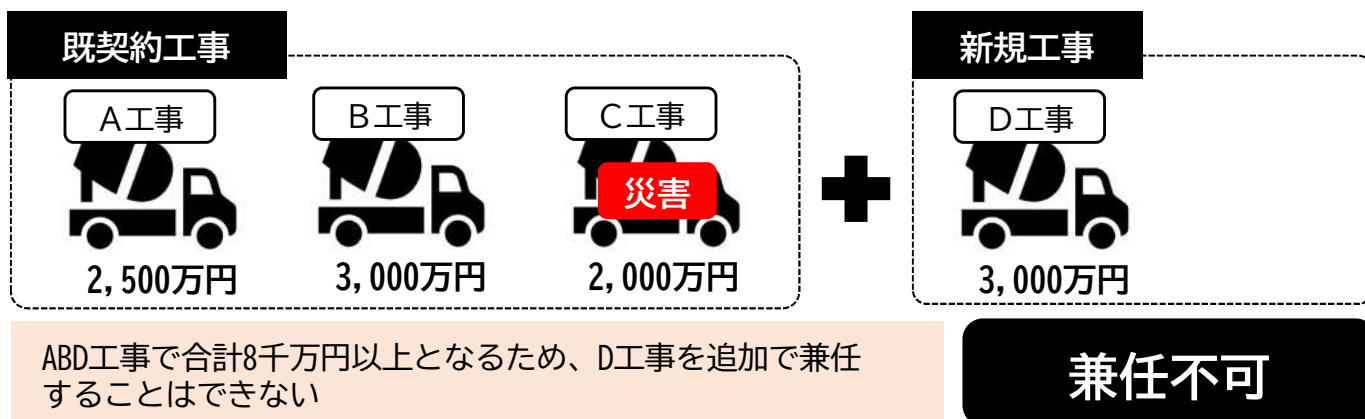 既契約工事
新規工事
A工事
B工事
C工事
D工事
災害
2,500万円
3,000万円
2,000万円
3,000万円
ABD工事で合計8千万円以上となるため、D工事を追加で兼任
することはできない
兼任不可